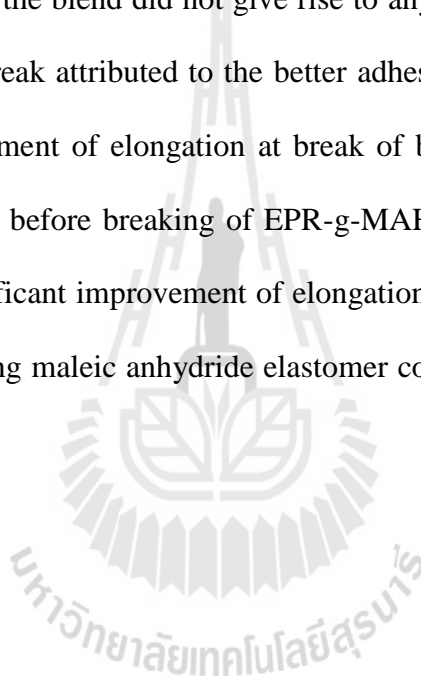 the blend did not give rise to any
reak attributed to the better adhes
ment of elongation at break of b
before breaking of EPR-g-MAH
ficant improvement of elongation
ng maleic anhydride elastomer co
มหาวิทยาลัยเทคโนโลยีสุรนารี